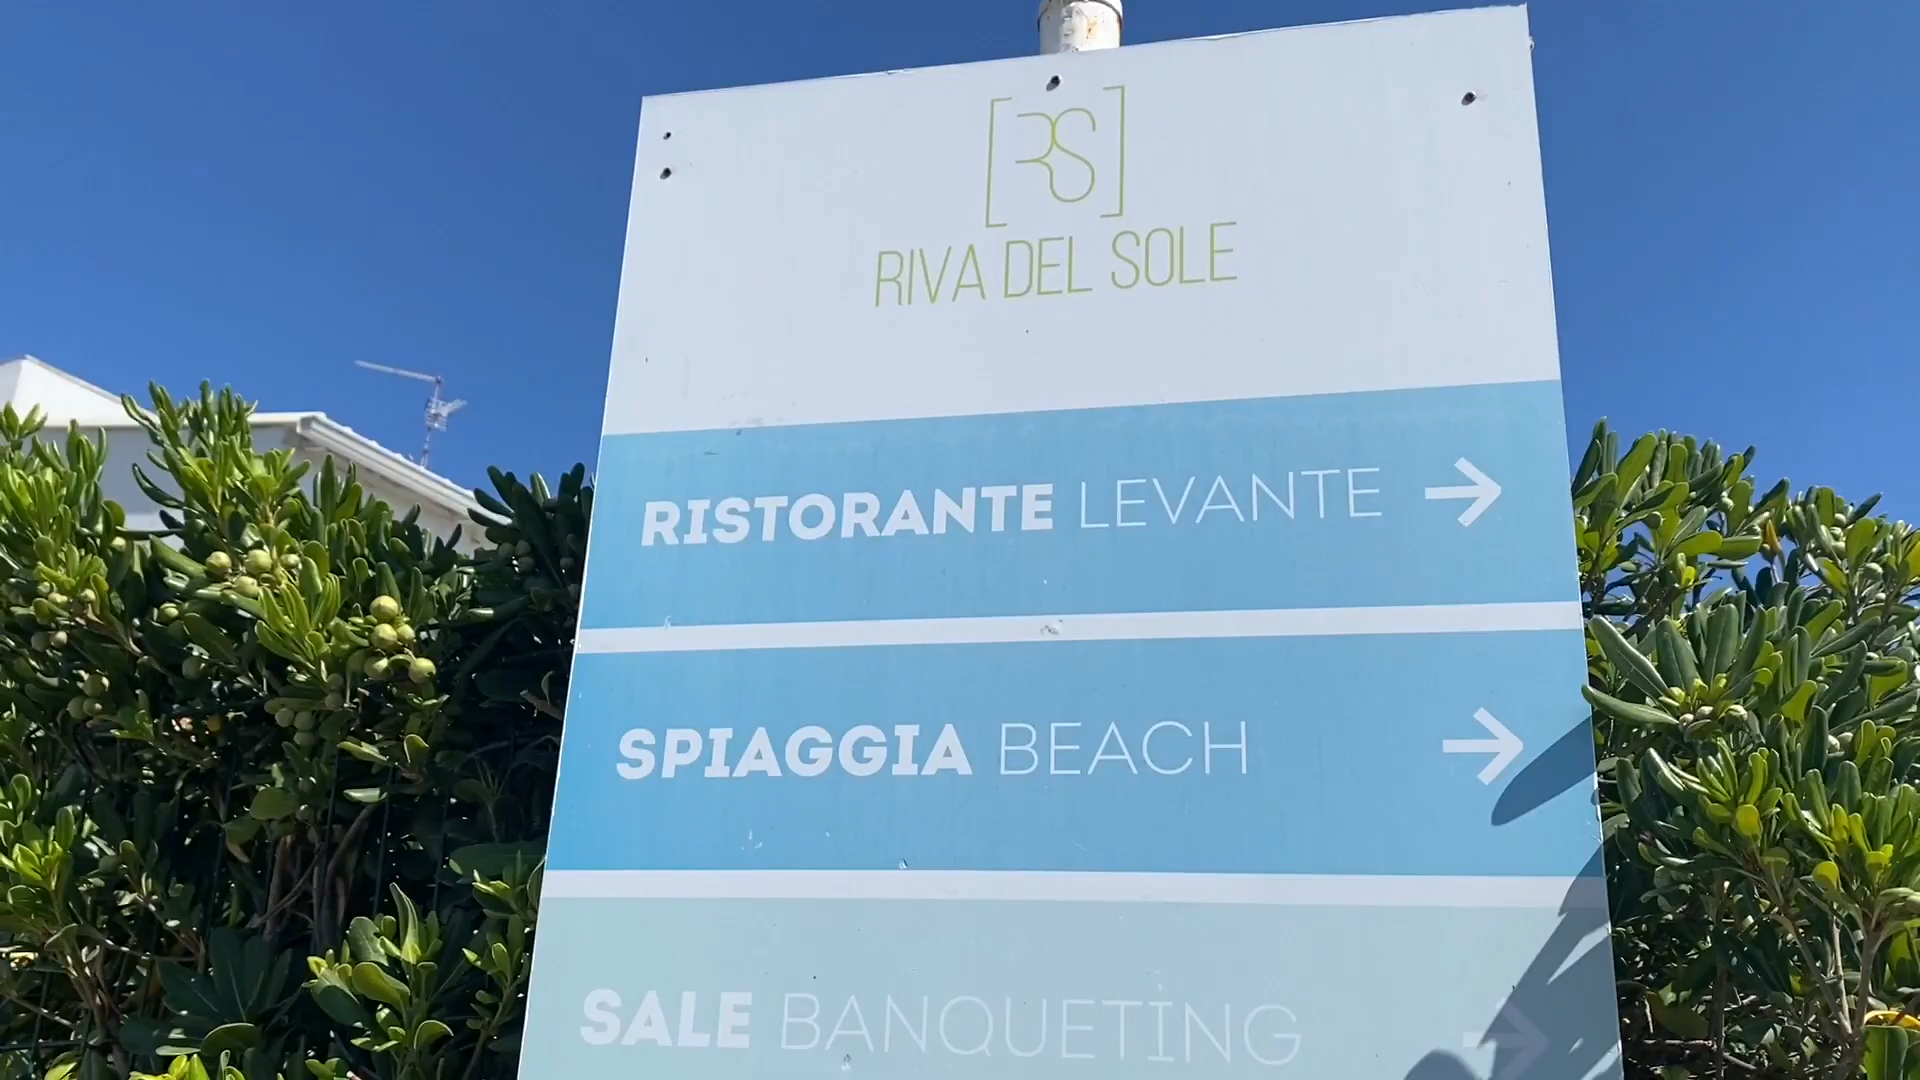 [RS]
RIVA DEL SOLE
RISTORANTE LEVANTE →
SPIAGGIA BEACH →
SALE BANQUETING →